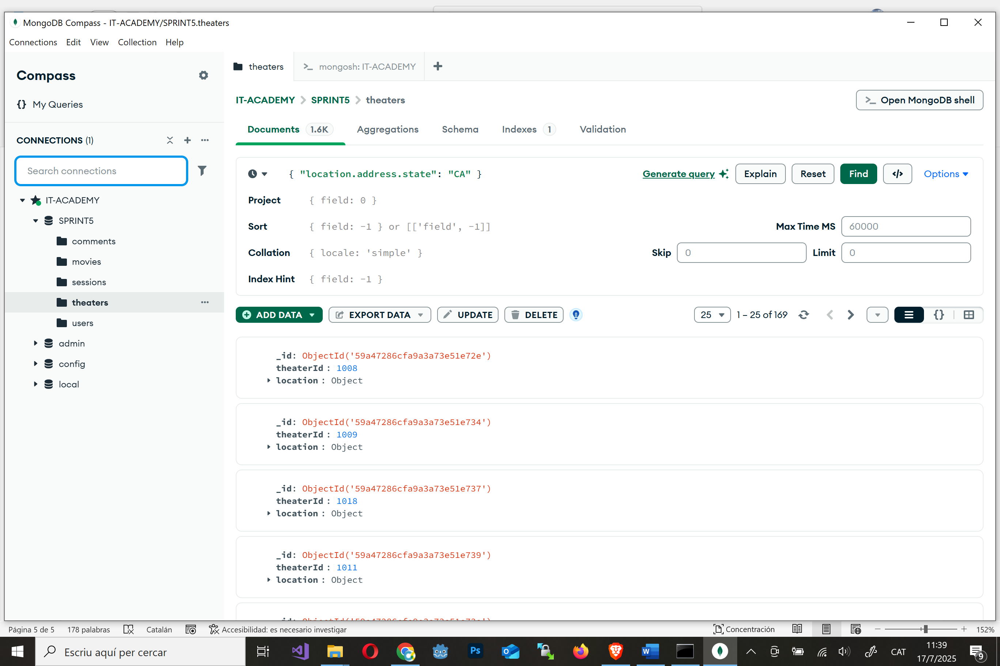 MongoDB Compass - IT-ACADEMY/SPRINT5.theaters
Connections Edit View Collection Help
Compass
My Queries
CONNECTIONS (1)
Search connections
IT-ACADEMY
SPRINT5
comments
movies
sessions
theaters
users
admin
config
local
theaters
mongosh: IT-ACADEMY
IT-ACADEMY > SPRINT5 > theaters
Open MongoDB shell
Documents 1.6K Aggregations Schema Indexes 1 Validation
{ "location.address.state": "CA" }
Generate query Explain Reset Find </> Options
Project { field: 0 }
Sort { field: -1 } or [['field', -1]]
Max Time MS 60000
Collation { locale: 'simple' }
Skip 0 Limit 0
Index Hint { field: -1 }
ADD DATA EXPORT DATA UPDATE DELETE
25 1 – 25 of 169
_id: ObjectId('59a47286cfa9a3a73e51e72e')
theaterId : 1008
location : Object
_id: ObjectId('59a47286cfa9a3a73e51e734')
theaterId : 1009
location : Object
_id: ObjectId('59a47286cfa9a3a73e51e737')
theaterId : 1018
location : Object
_id: ObjectId('59a47286cfa9a3a73e51e739')
theaterId : 1011
location : Object
Página 5 de 5 178 palabras Catalán Accesibilidad: es necesario investigar Concentración 152%
Escriu aquí per cercar
CAT
11:39
17/7/2025
9